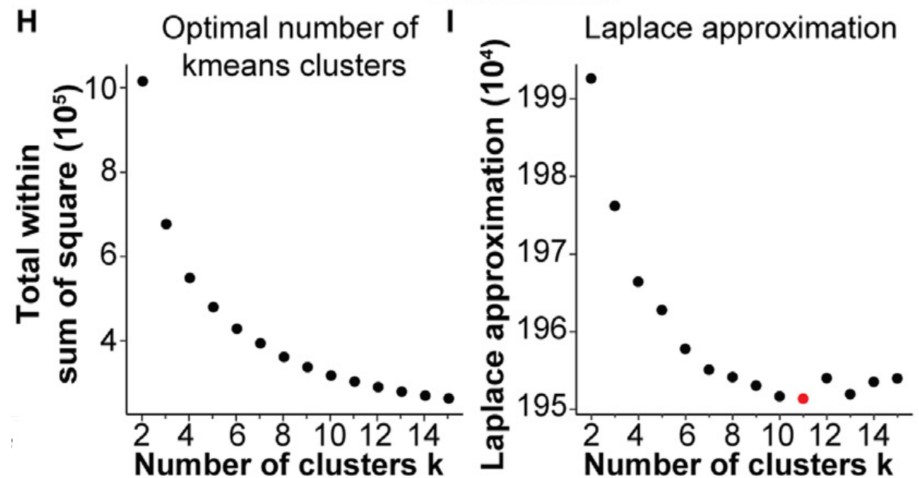 H
Optimal number of
kmeans clusters
Total within
sum of square (10⁵)
10
8
6
4
2 4 6 8 10 12 14
Number of clusters k
I
Laplace approximation
Laplace approximation (10⁴)
199
198
197
196
195
2 4 6 8 10 12 14
Number of clusters k